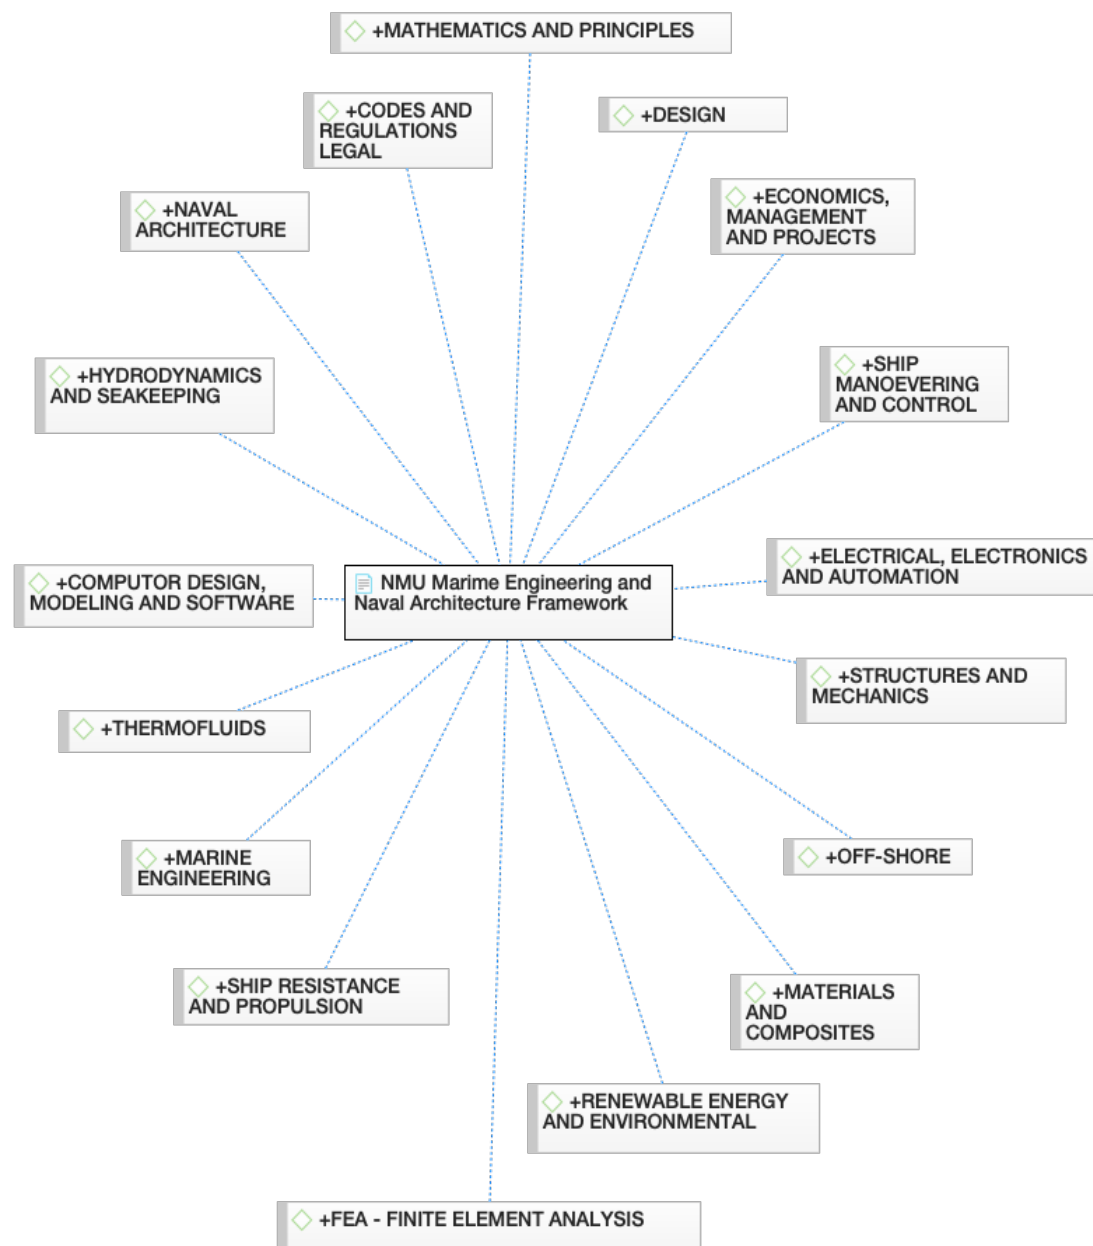 +MATHEMATICS AND PRINCIPLES
+CODES AND
REGULATIONS
LEGAL
+DESIGN
+NAVAL
ARCHITECTURE
+ECONOMICS,
MANAGEMENT
AND PROJECTS
+HYDRODYNAMICS
AND SEAKEEPING
+SHIP
MANOEVERING
AND CONTROL
+COMPUTOR DESIGN,
MODELING AND SOFTWARE
NMU Marime Engineering and
Naval Architecture Framework
+ELECTRICAL, ELECTRONICS
AND AUTOMATION
+STRUCTURES AND
MECHANICS
+THERMOFLUIDS
+MARINE
ENGINEERING
+OFF-SHORE
+SHIP RESISTANCE
AND PROPULSION
+MATERIALS
AND
COMPOSITES
+RENEWABLE ENERGY
AND ENVIRONMENTAL
+FEA - FINITE ELEMENT ANALYSIS